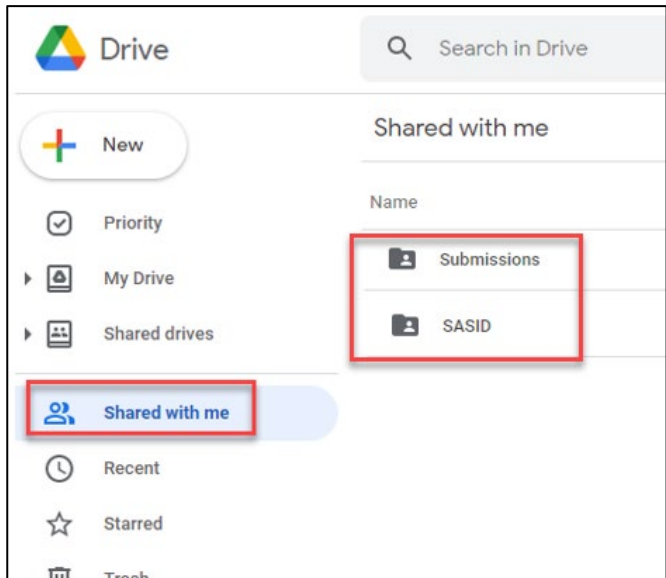 Drive
Search in Drive
New
Shared with me
Priority
Name
My Drive
Submissions
Shared drives
SASID
Shared with me
Recent
Starred
Trash